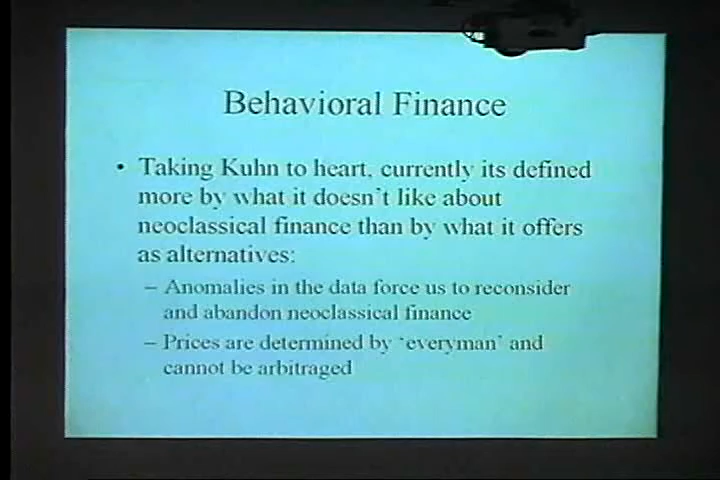 Behavioral Finance
• Taking Kuhn to heart, currently its defined
more by what it doesn't like about
neoclassical finance than by what it offers
as alternatives:
– Anomalies in the data force us to reconsider
and abandon neoclassical finance
– Prices are determined by 'everyman' and
cannot be arbitraged